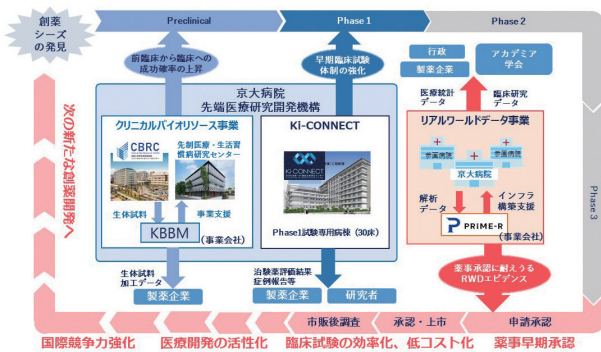 創薬
シーズ
の発見
Preclinical
Phase 1
Phase 2
Phase 3
前臨床から臨床への
成功確率の上昇
早期臨床試験
体制の強化
行政
製薬企業
アカデミア
学会
京大病院
先端医療研究開発機構
クリニカルバイオリソース事業
CBRC
先制医療・生活習
慣病研究センター
生体試料
事業支援
KBBM
(事業会社)
Ki-CONNECT
Ki-CONNECT
Phase1試験専用病棟(30床)
医療統計
データ
臨床研究
データ
リアルワールドデータ事業
参画病院
参画病院
京大病院
解析
データ
インフラ
構築支援
PRIME-R
(事業会社)
生体試料
加工データ
製薬企業
治験薬評価結果
症例報告等
製薬企業
研究者
薬事承認に耐えうる
RWDエビデンス
次の新たな創薬開発へ
市販後調査
承認・上市
申請承認
国際競争力強化
医療開発の活性化
臨床試験の効率化、低コスト化
薬事早期承認